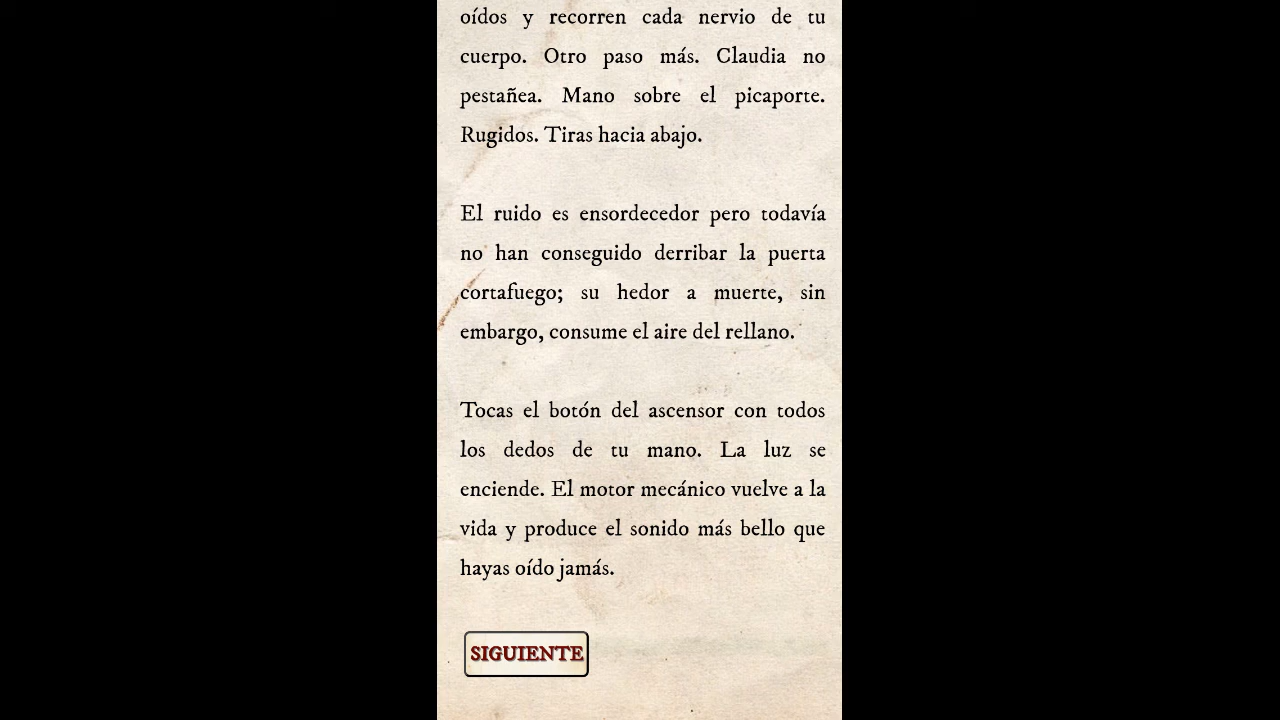 oídos y recorren cada nervio de tu
cuerpo. Otro paso más. Claudia no
pestañea. Mano sobre el picaporte.
Rugidos. Tiras hacia abajo.
El ruido es ensordecedor pero todavía
no han conseguido derribar la puerta
cortafuego; su hedor a muerte, sin
embargo, consume el aire del rellano.
Tocas el botón del ascensor con todos
los dedos de tu mano. La luz se
enciende. El motor mecánico vuelve a la
vida y produce el sonido más bello que
hayas oído jamás.
SIGUIENTE